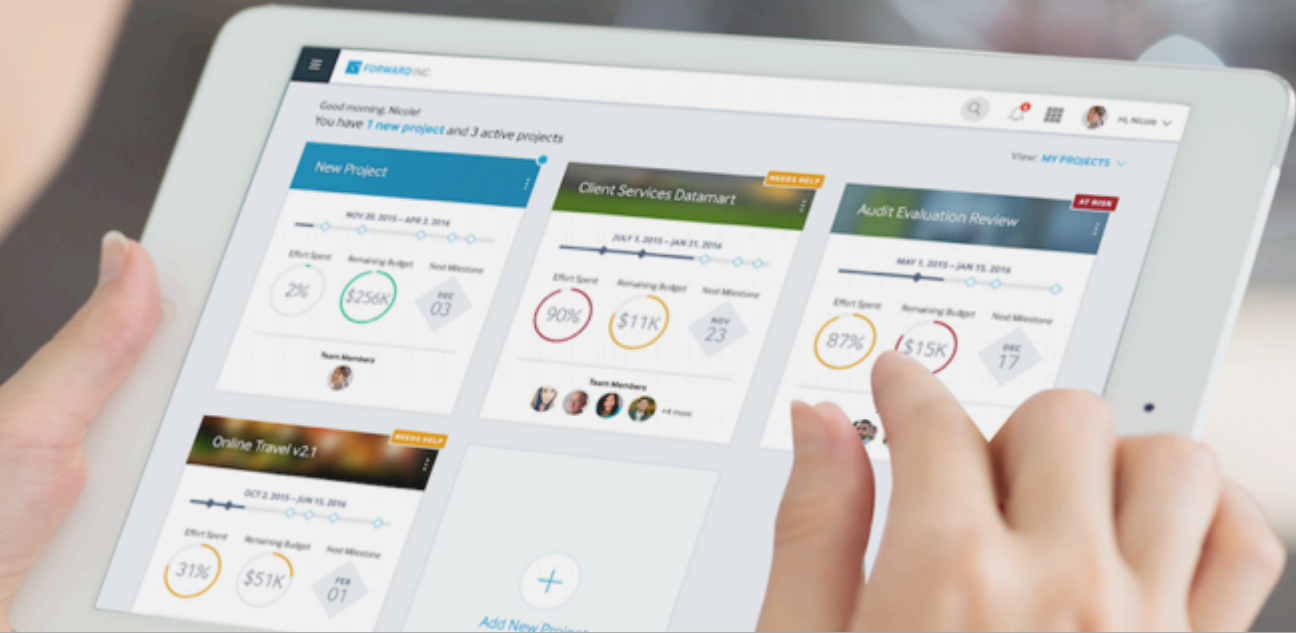 FORWARD INC.
Hi, Nicole
Good morning, Nicole!
You have 1 new project and 3 active projects
View: MY PROJECTS
New Project
NOV 20, 2015 – APR 2, 2016
Effort Spent Remaining Budget Next Milestone
2% $256K DEC 03
Team Members
NEEDS HELP
Client Services Datamart
JULY 1, 2015 – JAN 31, 2016
Effort Spent Remaining Budget Next Milestone
90% $11K NOV 23
Team Members
+4 more
AT RISK
Audit Evaluation Review
MAY 1, 2015 – JAN 15, 2016
Effort Spent Remaining Budget Next Milestone
87% $15K DEC 17
NEEDS HELP
Online Travel v2.1
OCT 2, 2015 – JUN 15, 2016
Effort Spent Remaining Budget Next Milestone
31% $51K FEB 01
Add New Project